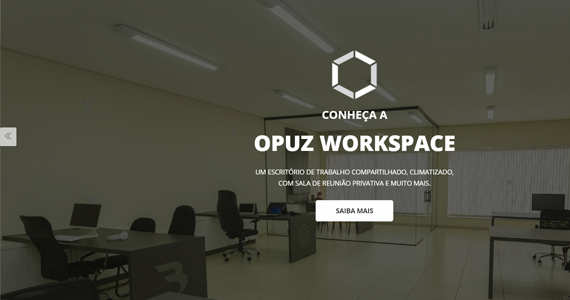 CONHEÇA A
OPUZ WORKSPACE
UM ESCRITÓRIO DE TRABALHO COMPARTILHADO, CLIMATIZADO,
COM SALA DE REUNIÃO PRIVATIVA E MUITO MAIS.
SAIBA MAIS